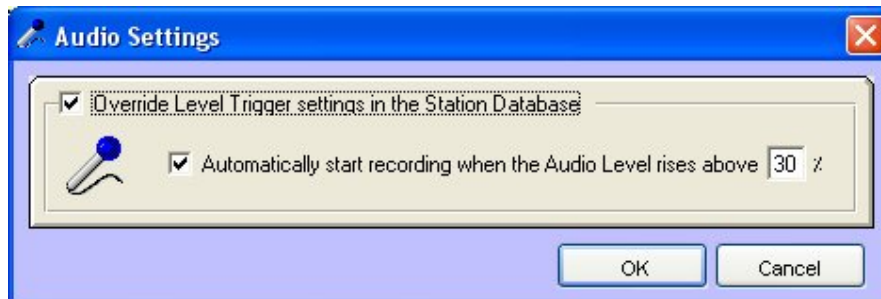 Audio Settings
Override Level Trigger settings in the Station Database
Automatically start recording when the Audio Level rises above 30 %
OK Cancel